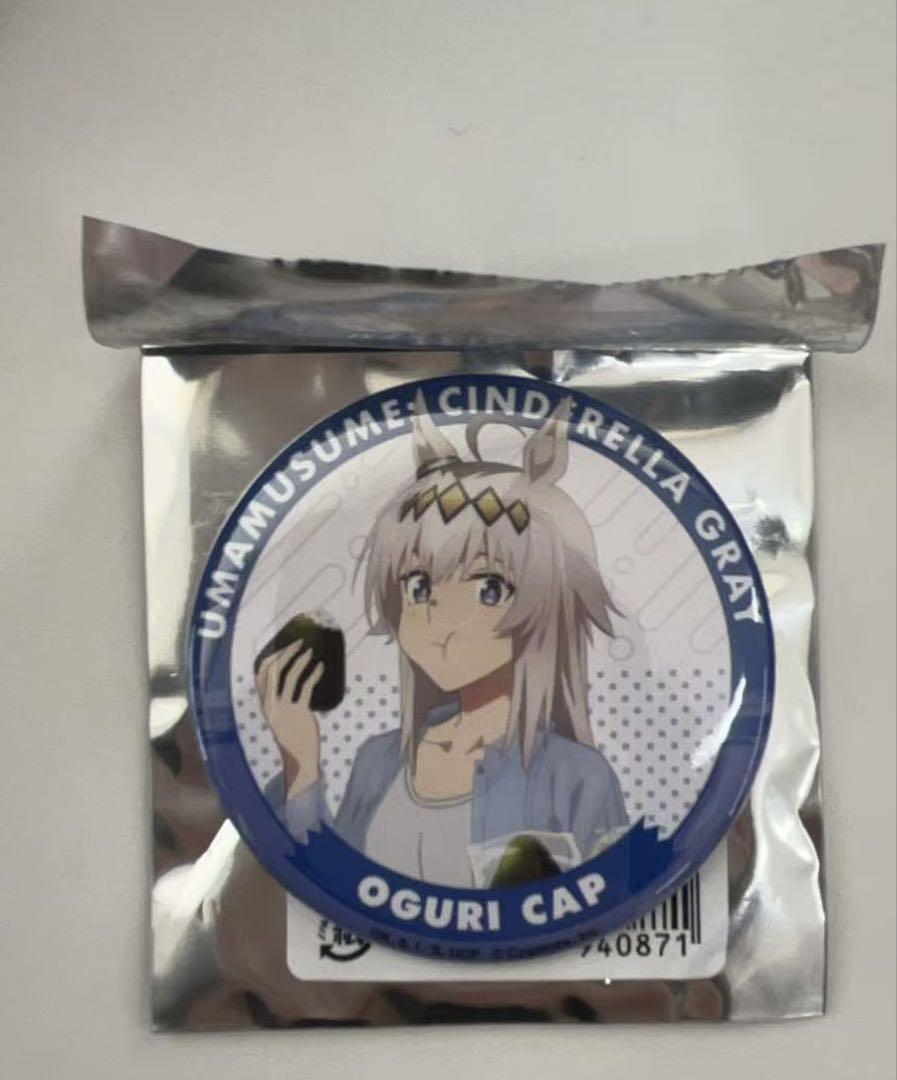 UMAMUSUME: CINDERELLA GRAY
OGURI CAP
740871